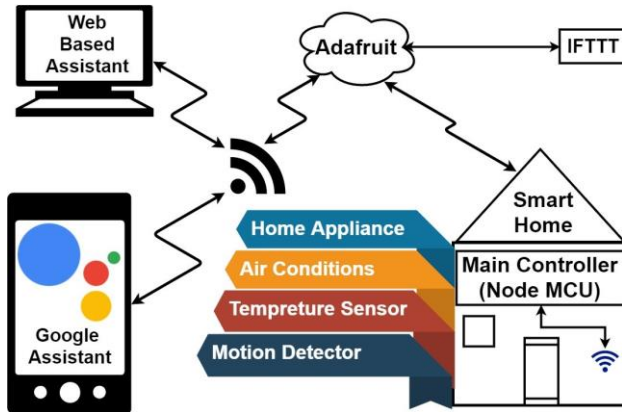 Web
Based
Assistant
Adafruit
IFTTT
Smart
Home
Home Appliance
Air Conditions
Tempreture Sensor
Motion Detector
Main Controller
(Node MCU)
Google
Assistant